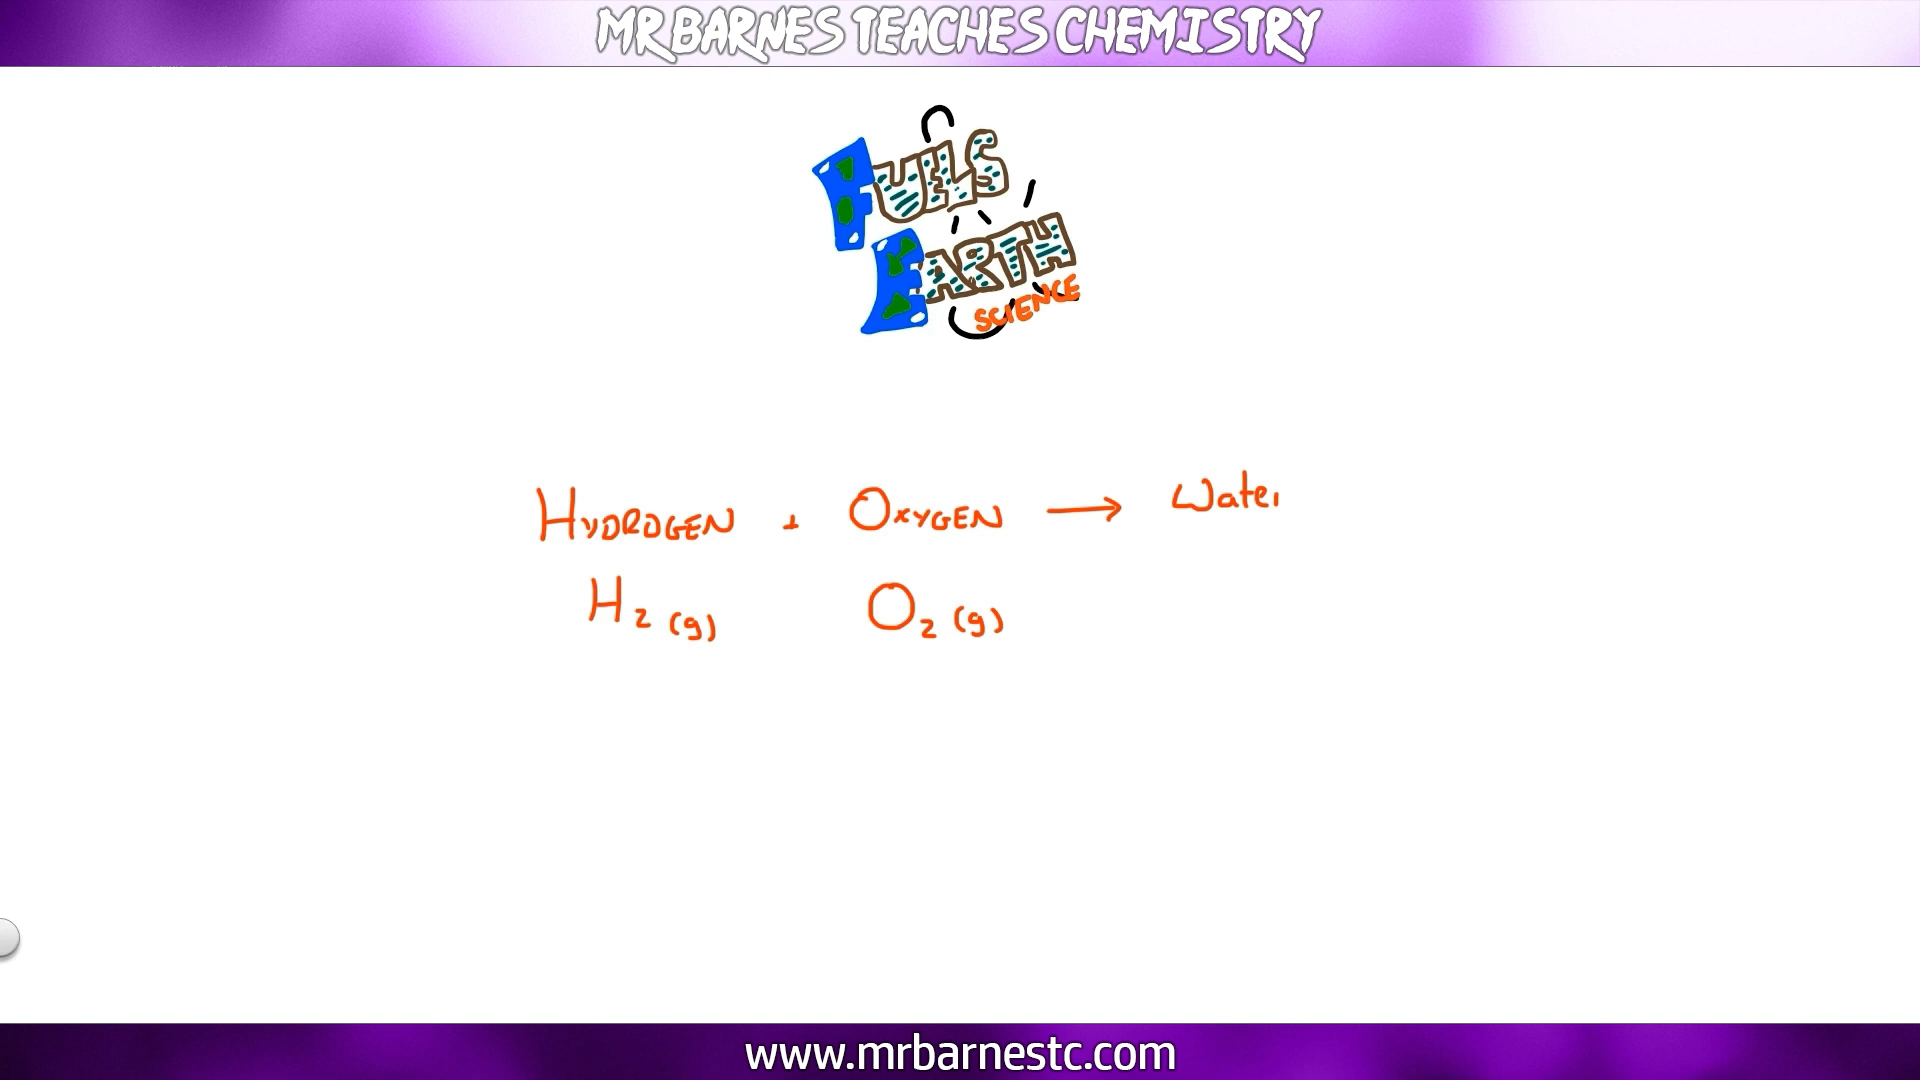 MR BARNES TEACHES CHEMISTRY
FUELS
EARTH
SCIENCE
HYDROGEN + OXYGEN → Water
H2 (g) O2 (g)
www.mrbarnestc.com